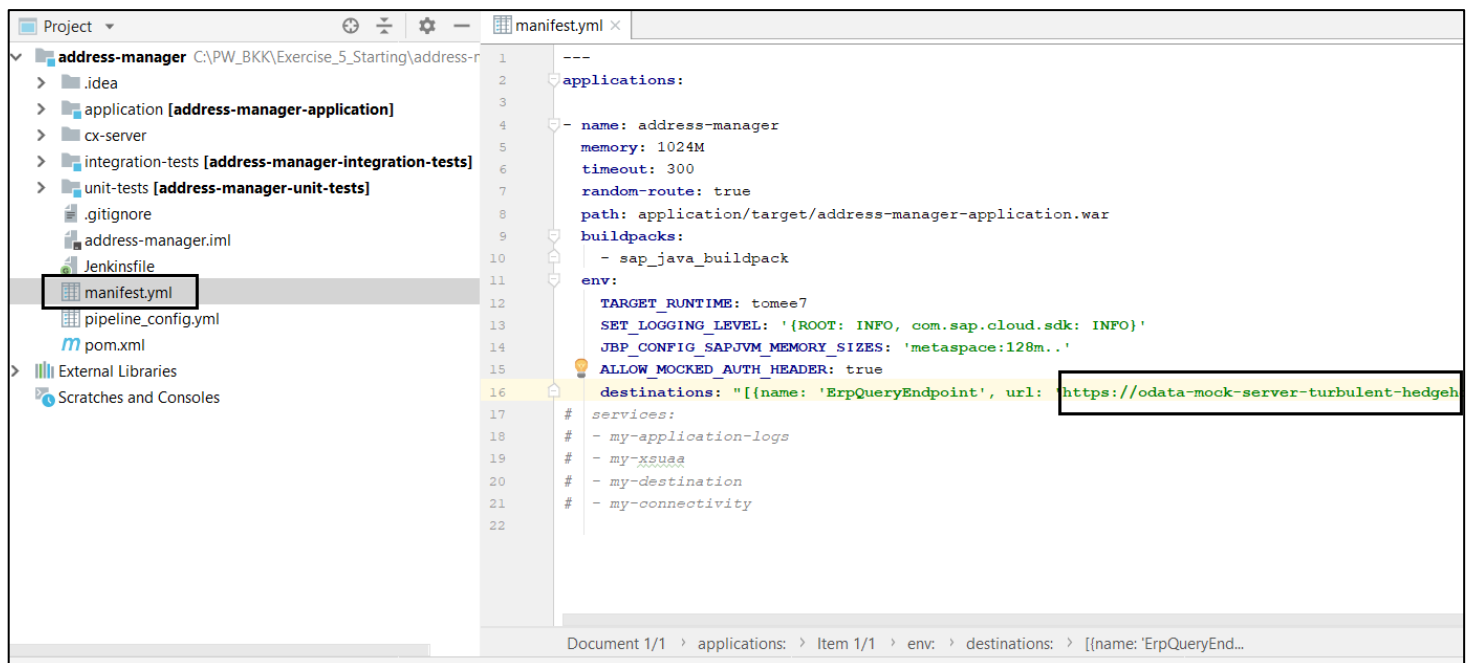 Project
address-manager C:\PW_BKK\Exercise_5_Starting\address-r
.idea
application [address-manager-application]
cx-server
integration-tests [address-manager-integration-tests]
unit-tests [address-manager-unit-tests]
.gitignore
address-manager.iml
Jenkinsfile
manifest.yml
pipeline_config.yml
pom.xml
External Libraries
Scratches and Consoles
manifest.yml
1 ---
2 applications:
3
4 - name: address-manager
5 memory: 1024M
6 timeout: 300
7 random-route: true
8 path: application/target/address-manager-application.war
9 buildpacks:
10 - sap_java_buildpack
11 env:
12 TARGET_RUNTIME: tomee7
13 SET_LOGGING_LEVEL: '{ROOT: INFO, com.sap.cloud.sdk: INFO}'
14 JBP_CONFIG_SAPJVM_MEMORY_SIZES: 'metaspace:128m..'
15 ALLOW_MOCKED_AUTH_HEADER: true
16 destinations: "[{name: 'ErpQueryEndpoint', url: 'https://odata-mock-server-turbulent-hedgeh
17 # services:
18 # - my-application-logs
19 # - my-xsuaa
20 # - my-destination
21 # - my-connectivity
22
Document 1/1 › applications: › Item 1/1 › env: › destinations: › [{name: 'ErpQueryEnd...